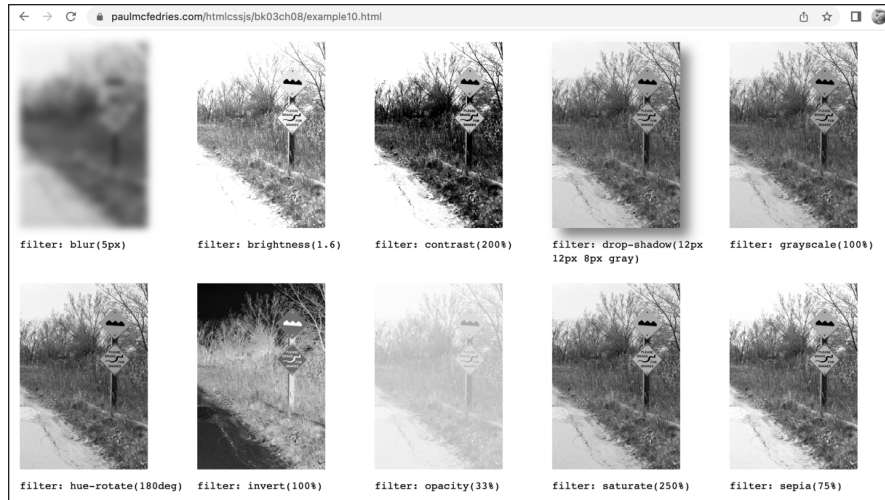 paulmcfedries.com/htmlcssjs/bk03ch08/example10.html
filter: blur(5px)
filter: brightness(1.6)
filter: contrast(200%)
filter: drop-shadow(12px
12px 8px gray)
filter: grayscale(100%)
filter: hue-rotate(180deg)
filter: invert(100%)
filter: opacity(33%)
filter: saturate(250%)
filter: sepia(75%)